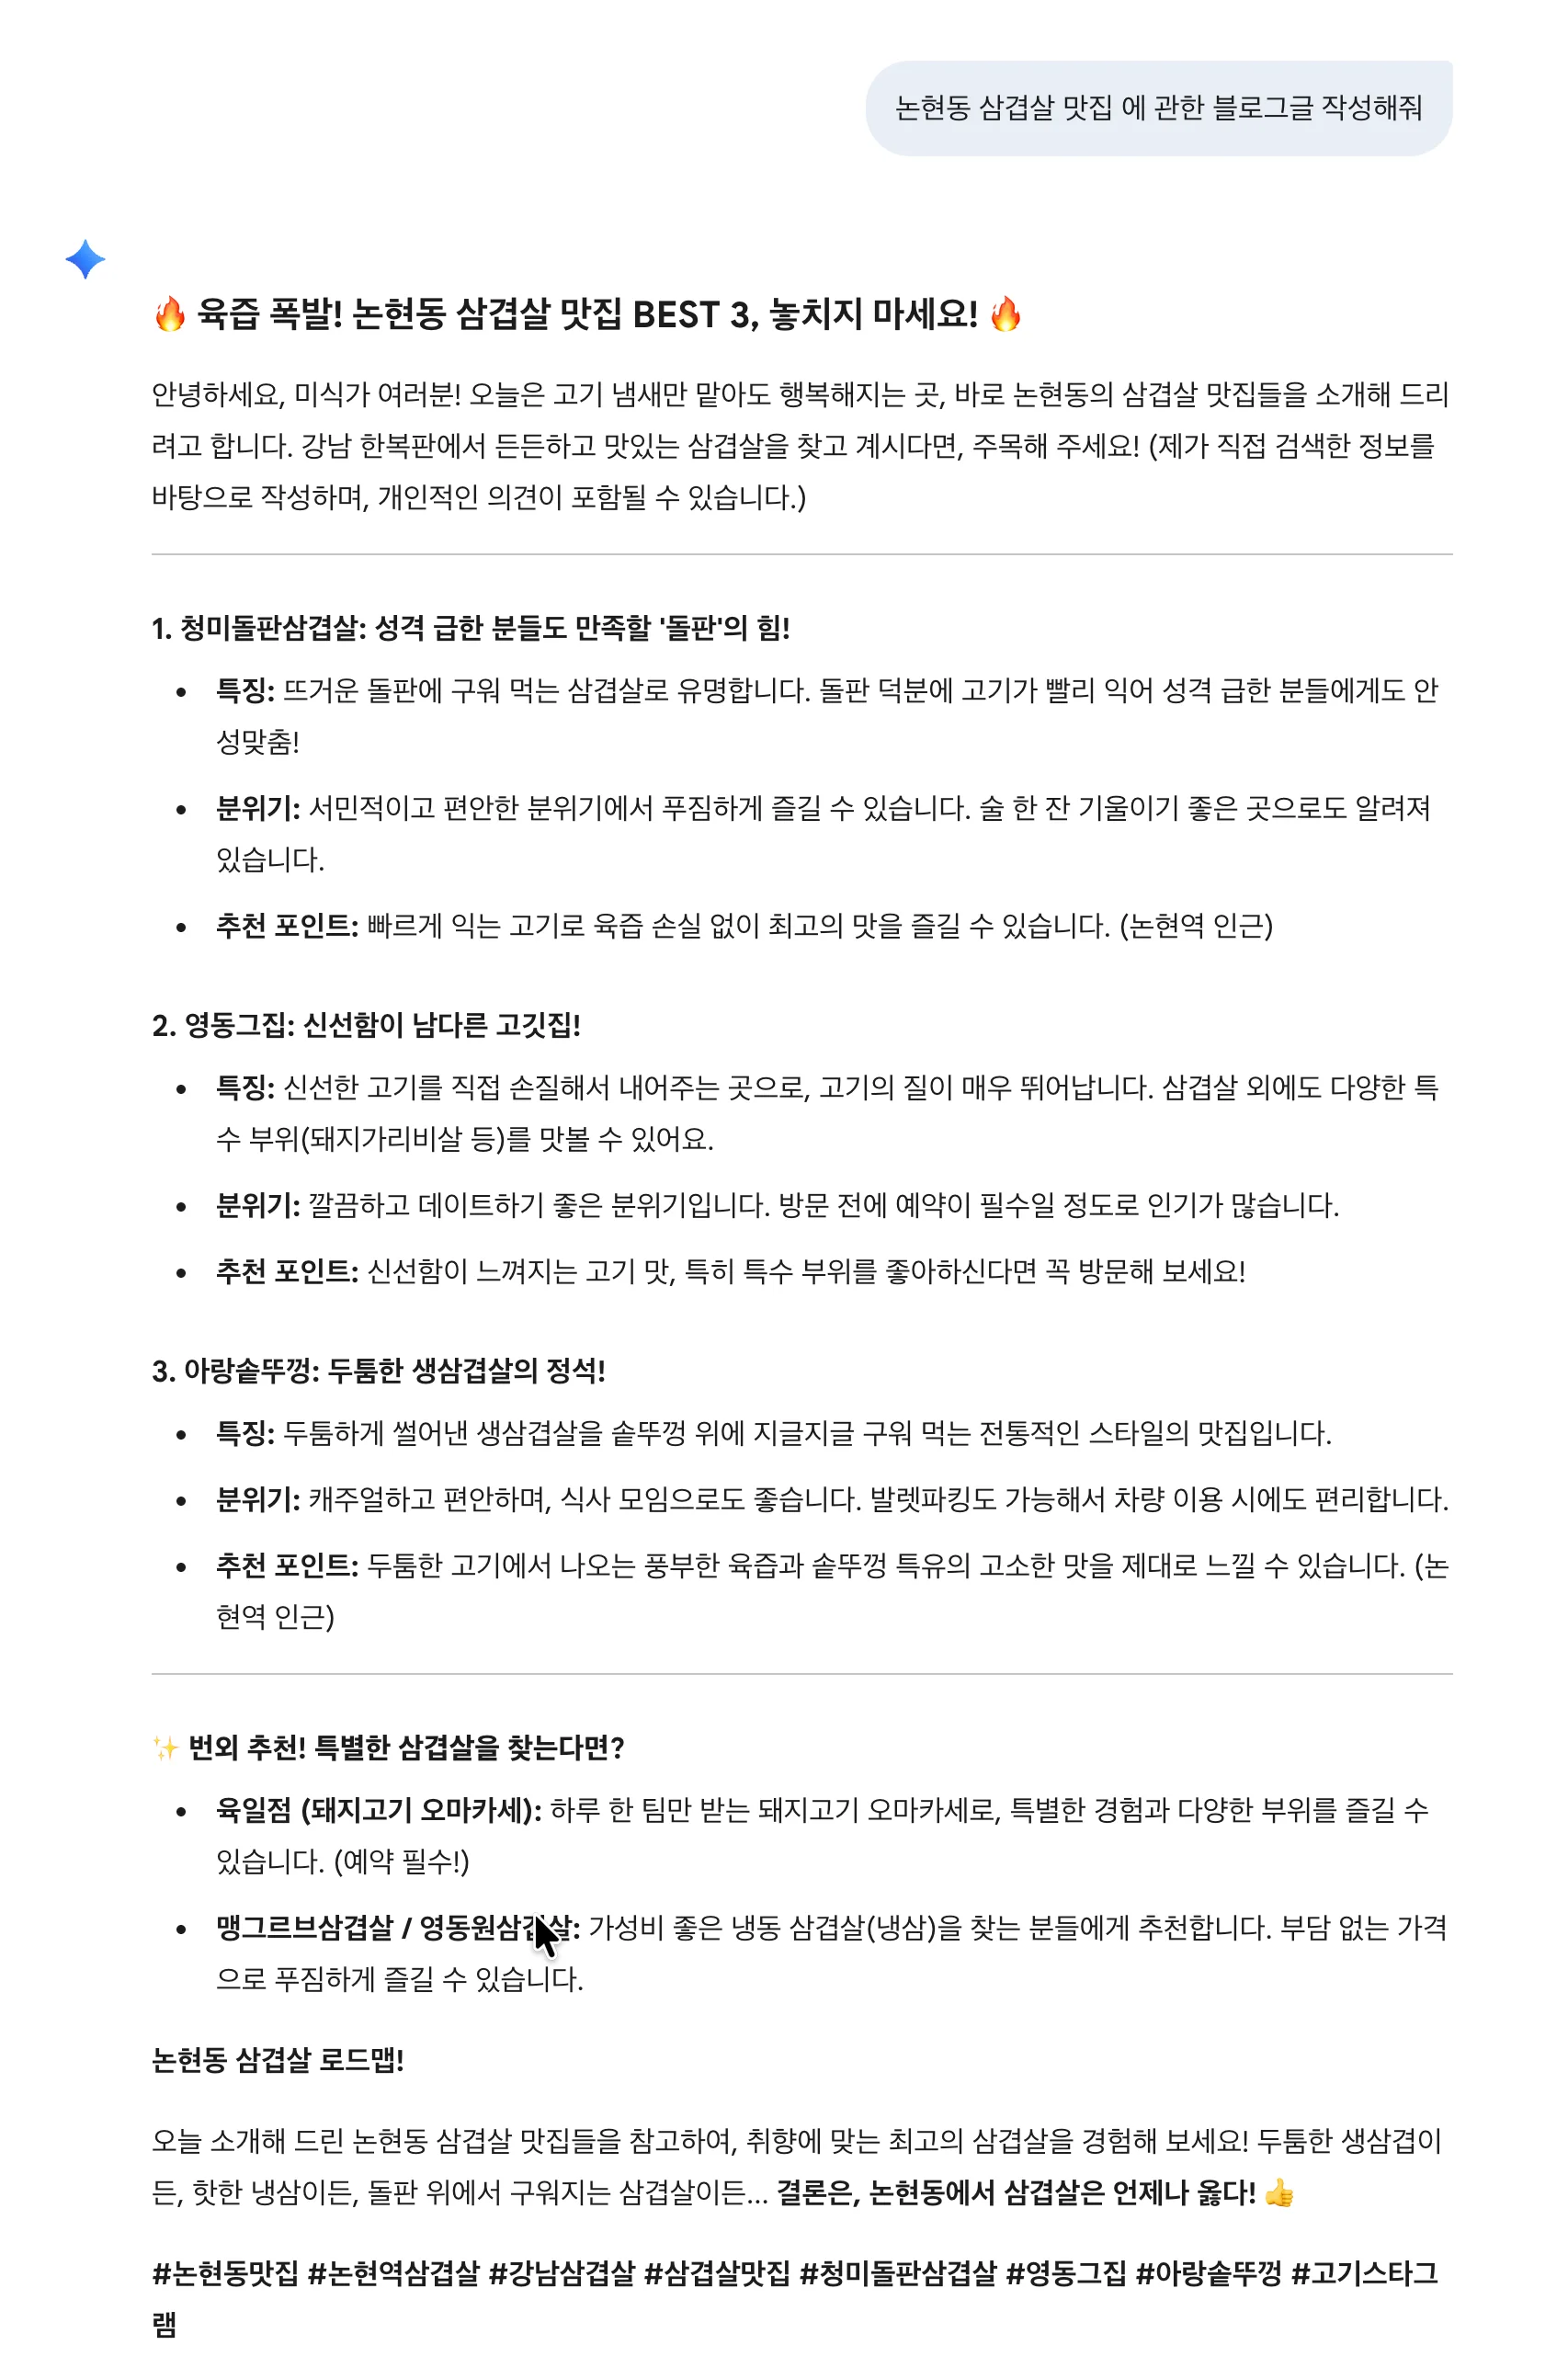 논현동 삼겹살 맛집 에 관한 블로그글 작성해줘
🔥 육즙 폭발! 논현동 삼겹살 맛집 BEST 3, 놓치지 마세요! 🔥
안녕하세요, 미식가 여러분! 오늘은 고기 냄새만 맡아도 행복해지는 곳, 바로 논현동의 삼겹살 맛집들을 소개해 드리
려고 합니다. 강남 한복판에서 든든하고 맛있는 삼겹살을 찾고 계시다면, 주목해 주세요! (제가 직접 검색한 정보를
바탕으로 작성하며, 개인적인 의견이 포함될 수 있습니다.)
1. 청미돌판삼겹살: 성격 급한 분들도 만족할 '돌판'의 힘!
• 특징: 뜨거운 돌판에 구워 먹는 삼겹살로 유명합니다. 돌판 덕분에 고기가 빨리 익어 성격 급한 분들에게도 안
성맞춤!
• 분위기: 서민적이고 편안한 분위기에서 푸짐하게 즐길 수 있습니다. 술 한 잔 기울이기 좋은 곳으로도 알려져
있습니다.
• 추천 포인트: 빠르게 익는 고기로 육즙 손실 없이 최고의 맛을 즐길 수 있습니다. (논현역 인근)
2. 영동그집: 신선함이 남다른 고깃집!
• 특징: 신선한 고기를 직접 손질해서 내어주는 곳으로, 고기의 질이 매우 뛰어납니다. 삼겹살 외에도 다양한 특
수 부위(돼지가리비살 등)를 맛볼 수 있어요.
• 분위기: 깔끔하고 데이트하기 좋은 분위기입니다. 방문 전에 예약이 필수일 정도로 인기가 많습니다.
• 추천 포인트: 신선함이 느껴지는 고기 맛, 특히 특수 부위를 좋아하신다면 꼭 방문해 보세요!
3. 아랑솥뚜껑: 두툼한 생삼겹살의 정석!
• 특징: 두툼하게 썰어낸 생삼겹살을 솥뚜껑 위에 지글지글 구워 먹는 전통적인 스타일의 맛집입니다.
• 분위기: 캐주얼하고 편안하며, 식사 모임으로도 좋습니다. 발렛파킹도 가능해서 차량 이용 시에도 편리합니다.
• 추천 포인트: 두툼한 고기에서 나오는 풍부한 육즙과 솥뚜껑 특유의 고소한 맛을 제대로 느낄 수 있습니다. (논
현역 인근)
✨ 번외 추천! 특별한 삼겹살을 찾는다면?
• 육일점 (돼지고기 오마카세): 하루 한 팀만 받는 돼지고기 오마카세로, 특별한 경험과 다양한 부위를 즐길 수
있습니다. (예약 필수!)
• 맹그르브삼겹살 / 영동원삼겹살: 가성비 좋은 냉동 삼겹살(냉삼)을 찾는 분들에게 추천합니다. 부담 없는 가격
으로 푸짐하게 즐길 수 있습니다.
논현동 삼겹살 로드맵!
오늘 소개해 드린 논현동 삼겹살 맛집들을 참고하여, 취향에 맞는 최고의 삼겹살을 경험해 보세요! 두툼한 생삼겹이
든, 핫한 냉삼이든, 돌판 위에서 구워지는 삼겹살이든... 결론은, 논현동에서 삼겹살은 언제나 옳다! 👍
#논현동맛집 #논현역삼겹살 #강남삼겹살 #삼겹살맛집 #청미돌판삼겹살 #영동그집 #아랑솥뚜껑 #고기스타그
램